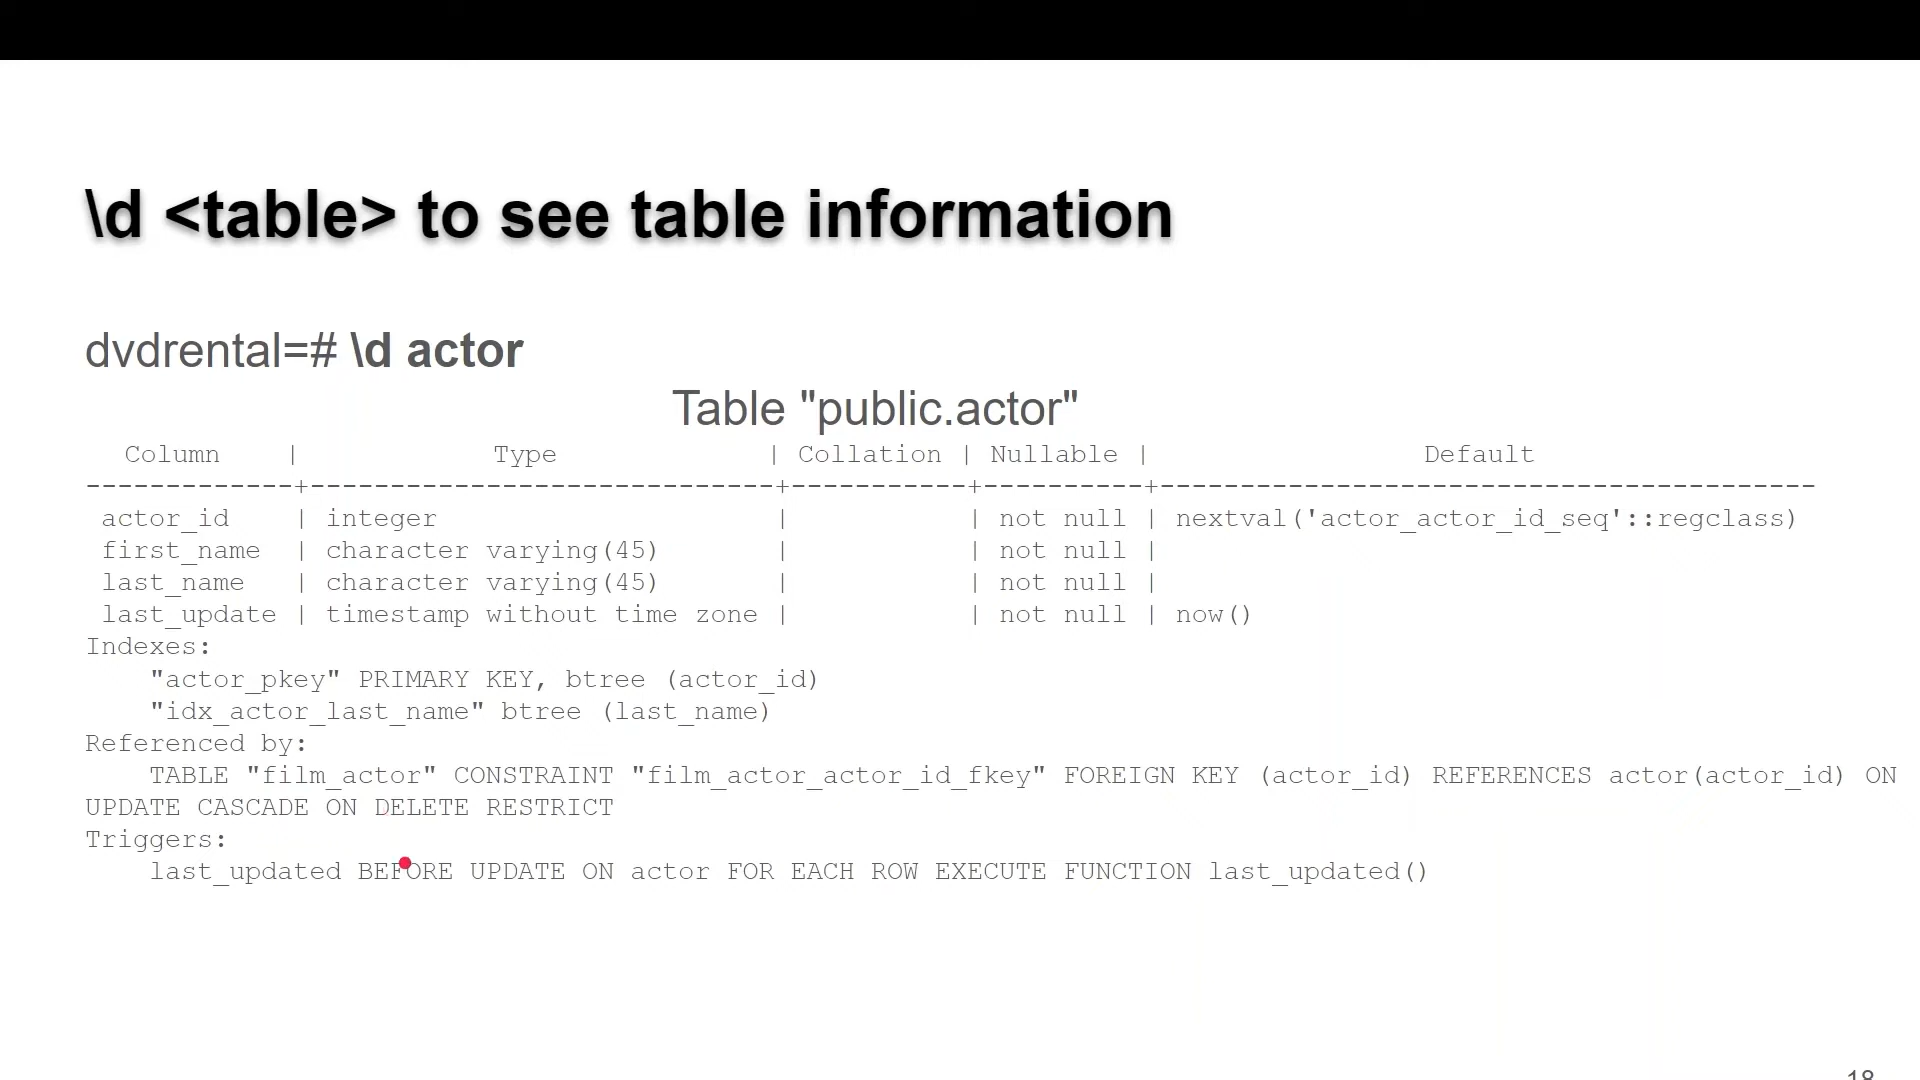 \d <table> to see table information
dvdrental=# \d actor
Table "public.actor"
Column | Type | Collation | Nullable | Default
-------------+-----------------------------+-----------+----------+-----------------------------------------
actor_id | integer | | not null | nextval('actor_actor_id_seq'::regclass)
first_name | character varying(45) | | not null |
last_name | character varying(45) | | not null |
last_update | timestamp without time zone | | not null | now()
Indexes:
"actor_pkey" PRIMARY KEY, btree (actor_id)
"idx_actor_last_name" btree (last_name)
Referenced by:
TABLE "film_actor" CONSTRAINT "film_actor_actor_id_fkey" FOREIGN KEY (actor_id) REFERENCES actor(actor_id) ON
UPDATE CASCADE ON DELETE RESTRICT
Triggers:
last_updated BEFORE UPDATE ON actor FOR EACH ROW EXECUTE FUNCTION last_updated()
18